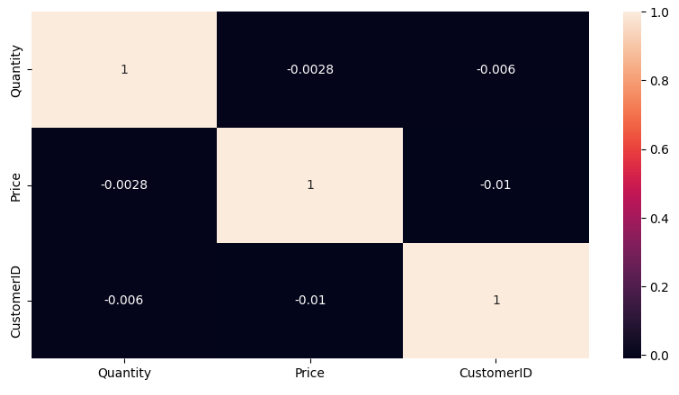 1.0
Quantity 1 -0.0028 -0.006
0.8
0.6
Price -0.0028 1 -0.01
0.4
0.2
CustomerID -0.006 -0.01 1
0.0
Quantity Price CustomerID